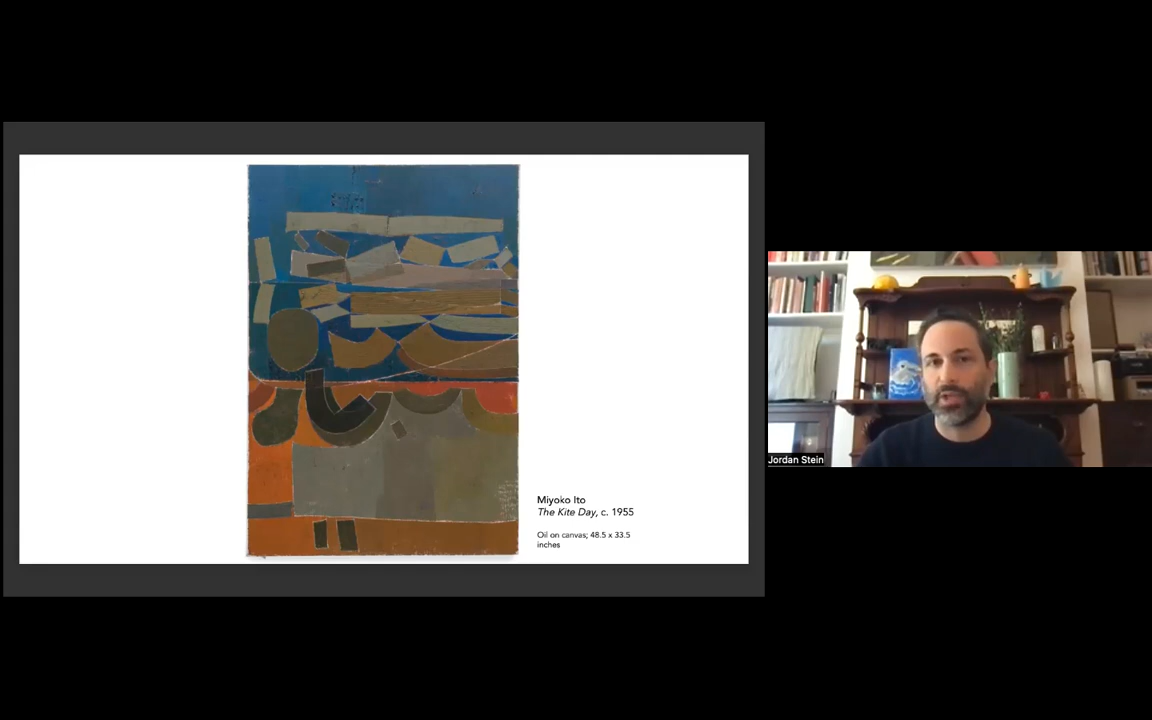 Miyoko Ito
The Kite Day, c. 1955
Oil on canvas; 48.5 x 33.5
inches
Jordan Stein